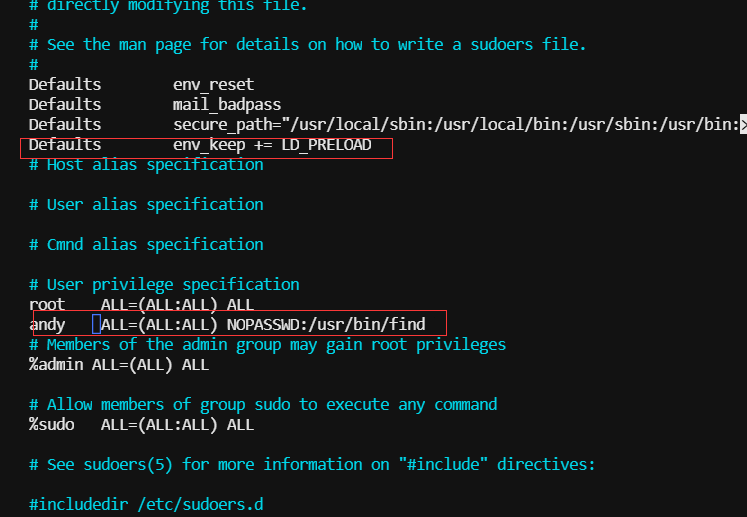 # directly modifying this file.
#
# See the man page for details on how to write a sudoers file.
#
Defaults env_reset
Defaults mail_badpass
Defaults secure_path="/usr/local/sbin:/usr/local/bin:/usr/sbin:/usr/bin:>
Defaults env_keep += LD_PRELOAD
# Host alias specification
# User alias specification
# Cmnd alias specification
# User privilege specification
root ALL=(ALL:ALL) ALL
andy ALL=(ALL:ALL) NOPASSWD:/usr/bin/find
# Members of the admin group may gain root privileges
%admin ALL=(ALL) ALL
# Allow members of group sudo to execute any command
%sudo ALL=(ALL:ALL) ALL
# See sudoers(5) for more information on "#include" directives:
#includedir /etc/sudoers.d